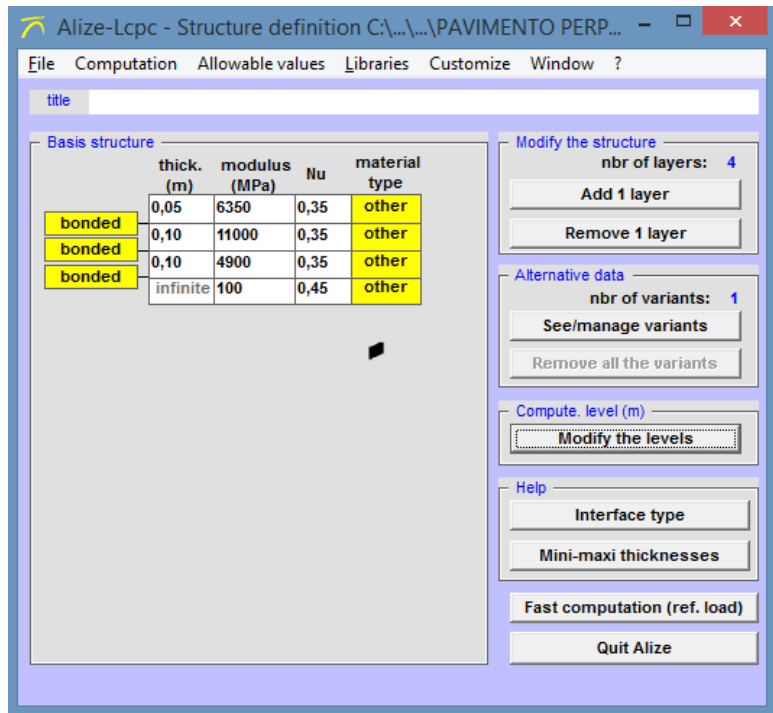 Alize-Lcpc - Structure definition C:\...\...\PAVIMENTO PERP...
File Computation Allowable values Libraries Customize Window ?
title
Basis structure
thick. (m) modulus (MPa) Nu material type
0,05 6350 0,35 other
bonded
0,10 11000 0,35 other
bonded
0,10 4900 0,35 other
bonded
infinite 100 0,45 other
Modify the structure
nbr of layers: 4
Add 1 layer
Remove 1 layer
Alternative data
nbr of variants: 1
See/manage variants
Remove all the variants
Compute. level (m)
Modify the levels
Help
Interface type
Mini-maxi thicknesses
Fast computation (ref. load)
Quit Alize